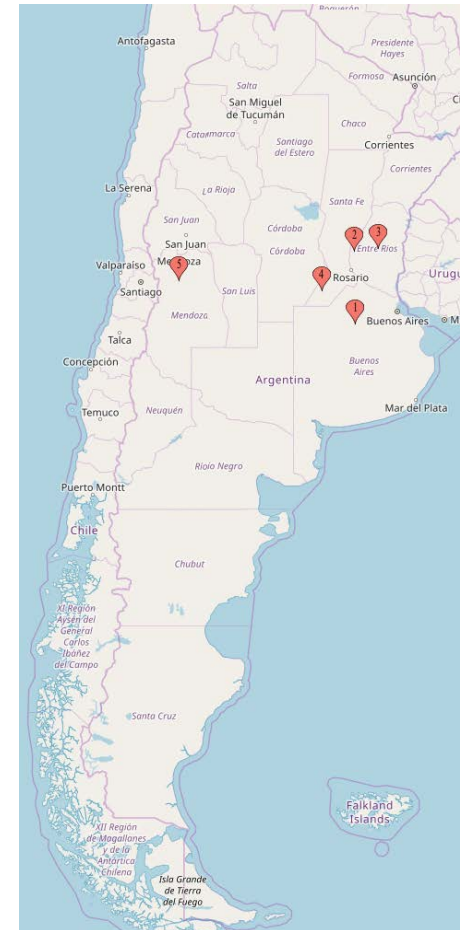 Boquerón
Antofagasta
Presidente
Hayes
Salta
Formosa
Asunción
San Miguel
de Tucumán
Chaco
Catamarca
Corrientes
Santiago
del Estero
Corrientes
La Serena
La Rioja
Santa Fe
San Juan
Córdoba
2
3
San Juan
Córdoba
Entre Ríos
Valparaíso
Mendoza
5
4
Rosario
Urugu
Santiago
San Luis
Mendoza
1
Buenos Aires
M
Talca
Concepción
Buenos
Aires
Argentina
Temuco
Neuquén
Mar del Plata
Río Negro
Puerto Montt
Chile
Chubut
XI Región
Aysén del
General
Carlos
Ibáñez
del Campo
Santa Cruz
Falkland
Islands
XII Región
de Magallanes
y de la
Antártica
Chilena
Isla Grande
de Tierra
del Fuego